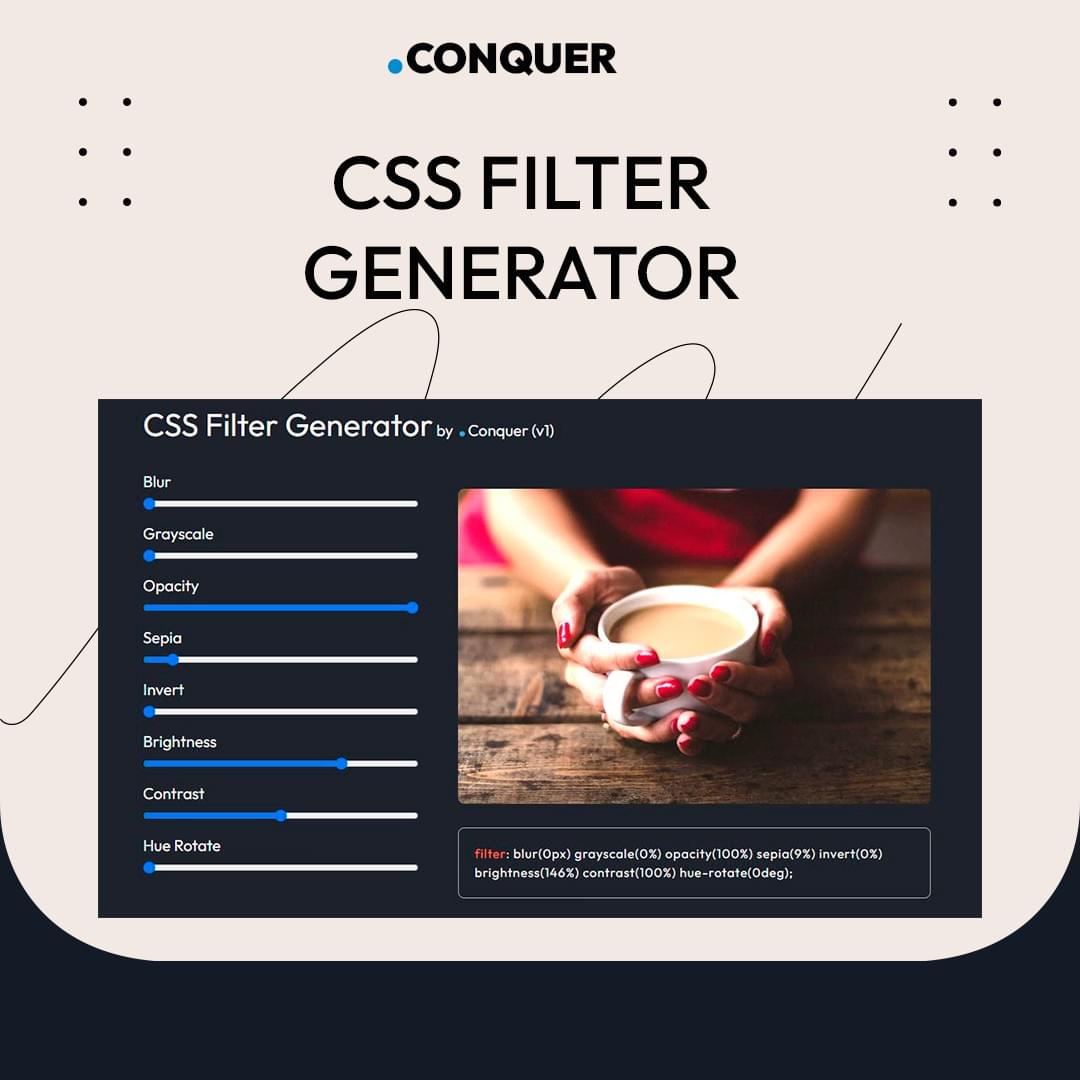 .CONQUER
CSS FILTER
GENERATOR
CSS Filter Generator by .Conquer (v1)
Blur
Grayscale
Opacity
Sepia
Invert
Brightness
Contrast
Hue Rotate
filter: blur(0px) grayscale(0%) opacity(100%) sepia(9%) invert(0%)
brightness(146%) contrast(100%) hue-rotate(0deg);